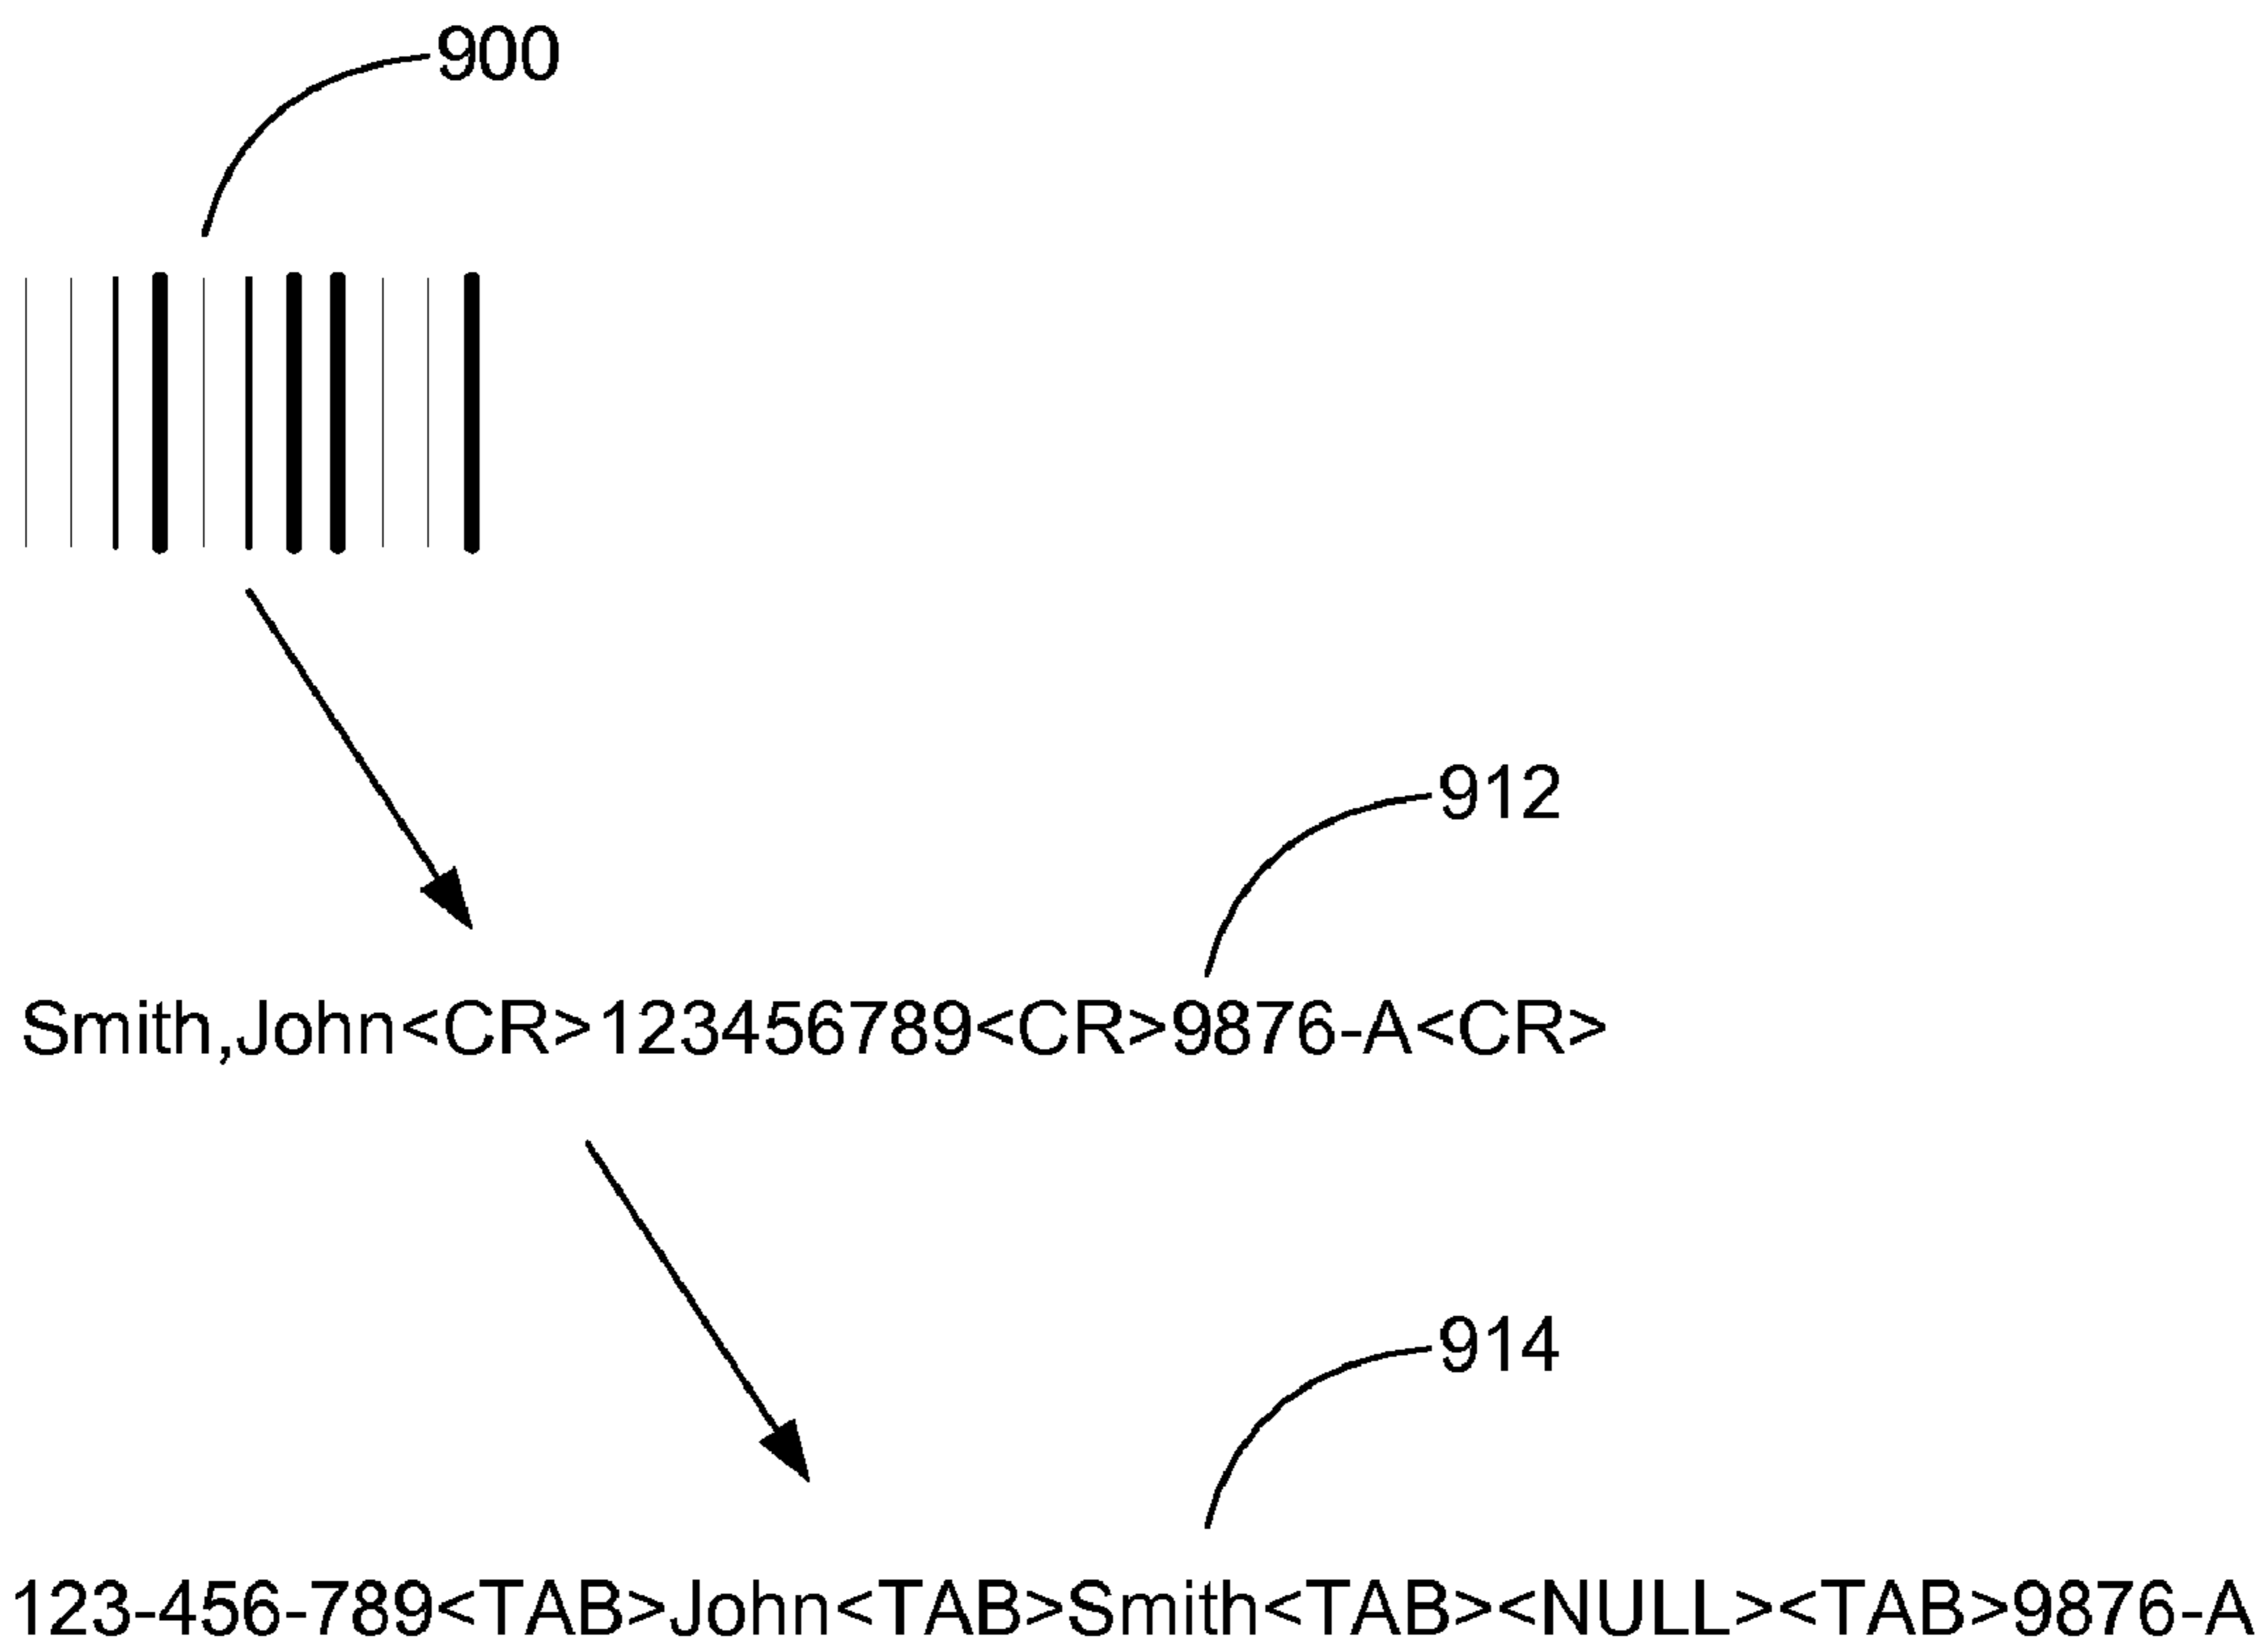 900
912
Smith,John<CR>123456789<CR>9876-A<CR>
914
123-456-789<TAB>John<TAB>Smith<TAB><NULL><TAB>9876-A